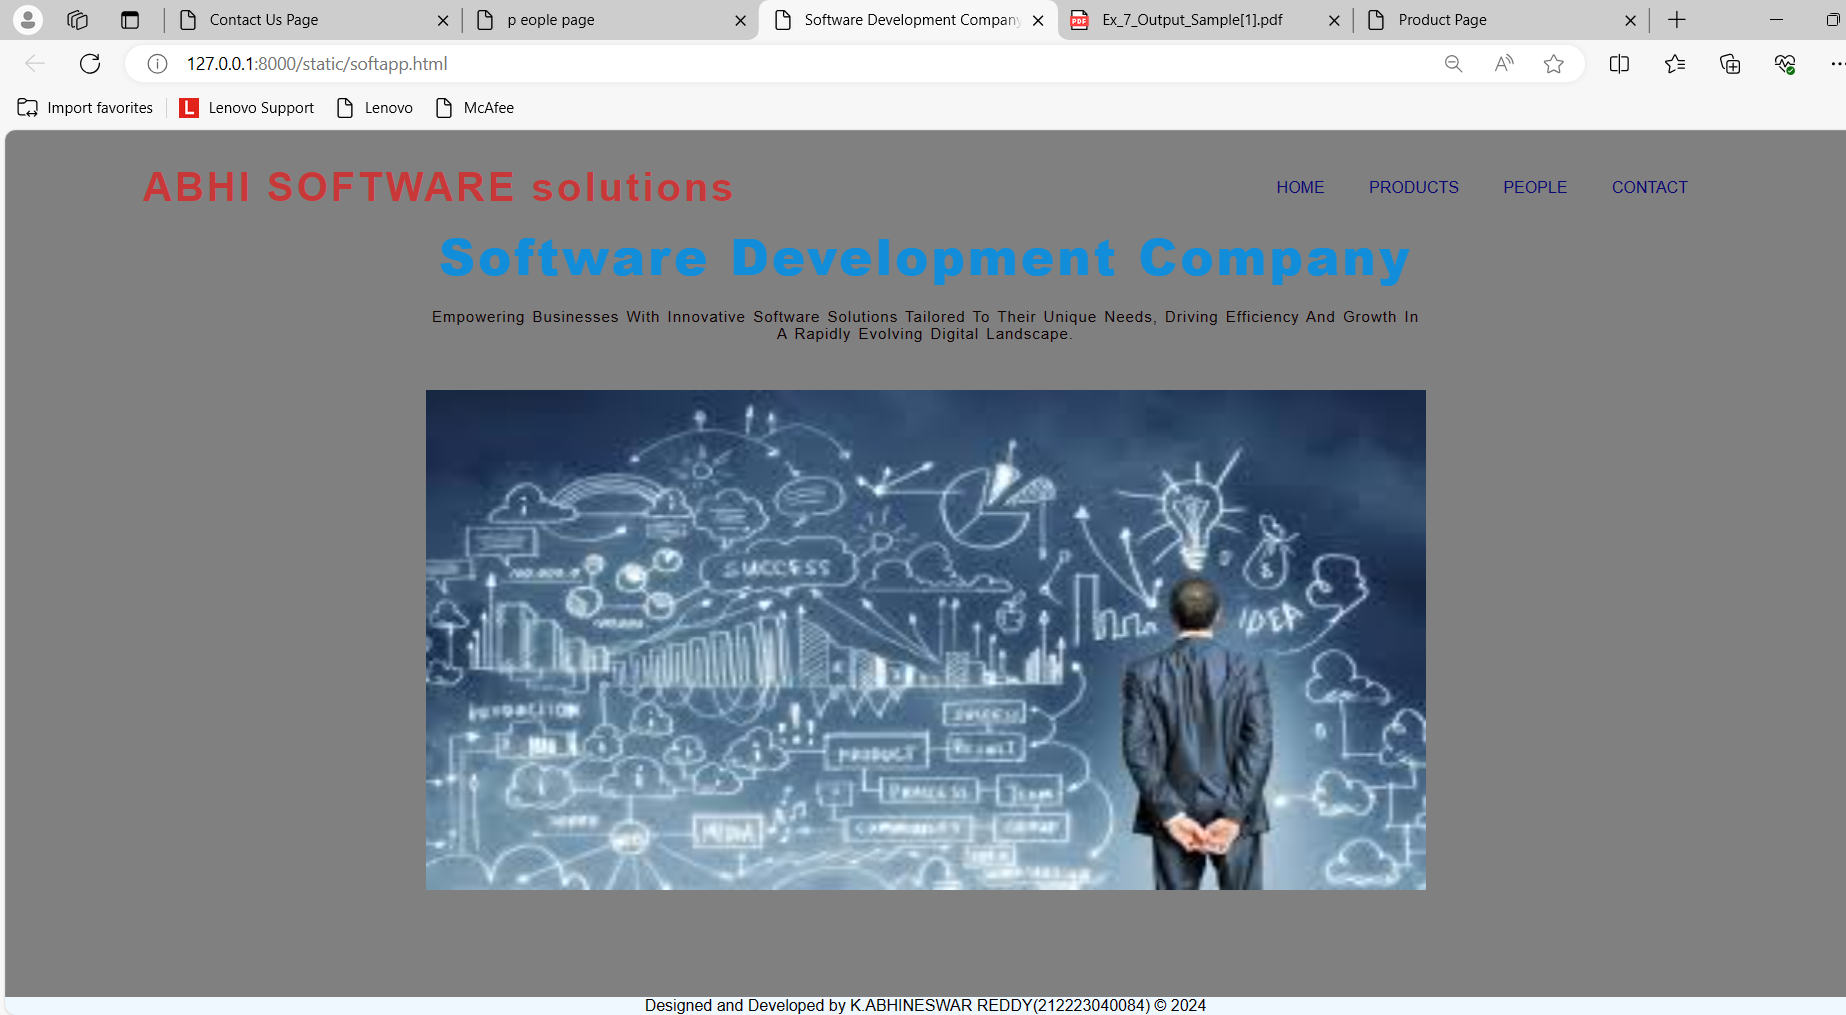 Contact Us Page
p eople page
Software Development Company
Ex_7_Output_Sample[1].pdf
Product Page
127.0.0.1:8000/static/softapp.html
Import favorites
L Lenovo Support
Lenovo
McAfee
ABHI SOFTWARE solutions
HOME PRODUCTS PEOPLE CONTACT
Software Development Company
Empowering Businesses With Innovative Software Solutions Tailored To Their Unique Needs, Driving Efficiency And Growth In
A Rapidly Evolving Digital Landscape.
SUCCESS
IDEA
SUCCESS
PRODUCT
PROCESS
Team
MEDIA
Designed and Developed by K.ABHINESWAR REDDY(212223040084) © 2024